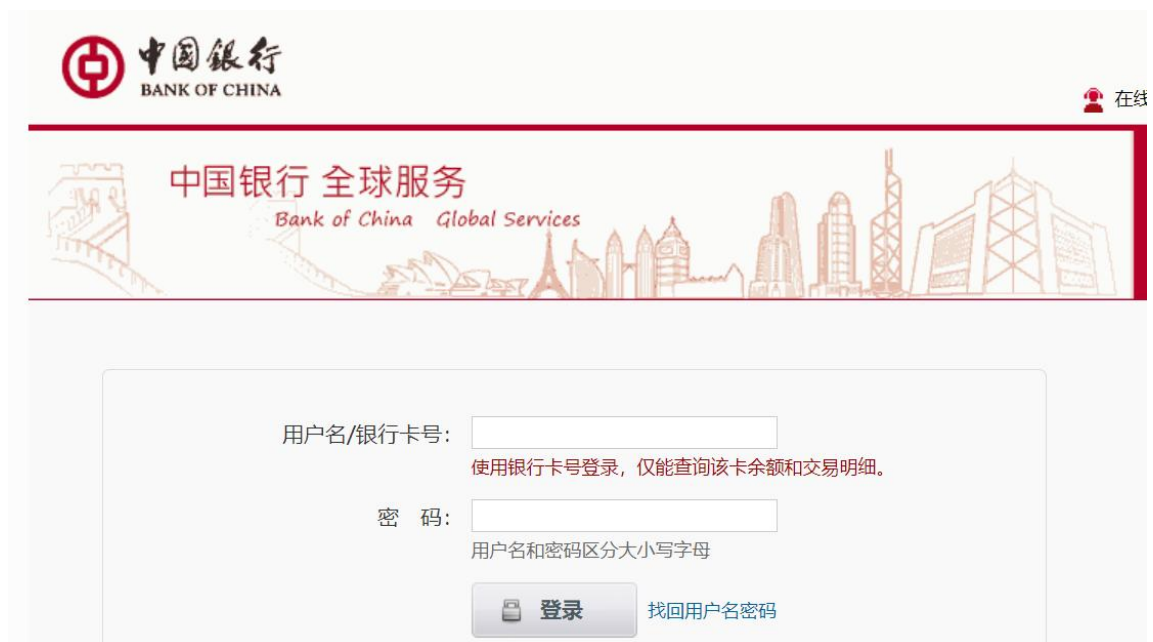 中国银行
BANK OF CHINA
在线
中国银行 全球服务
Bank of China Global Services
用户名/银行卡号:
使用银行卡号登录，仅能查询该卡余额和交易明细。
密 码:
用户名和密码区分大小写字母
登录 找回用户名密码